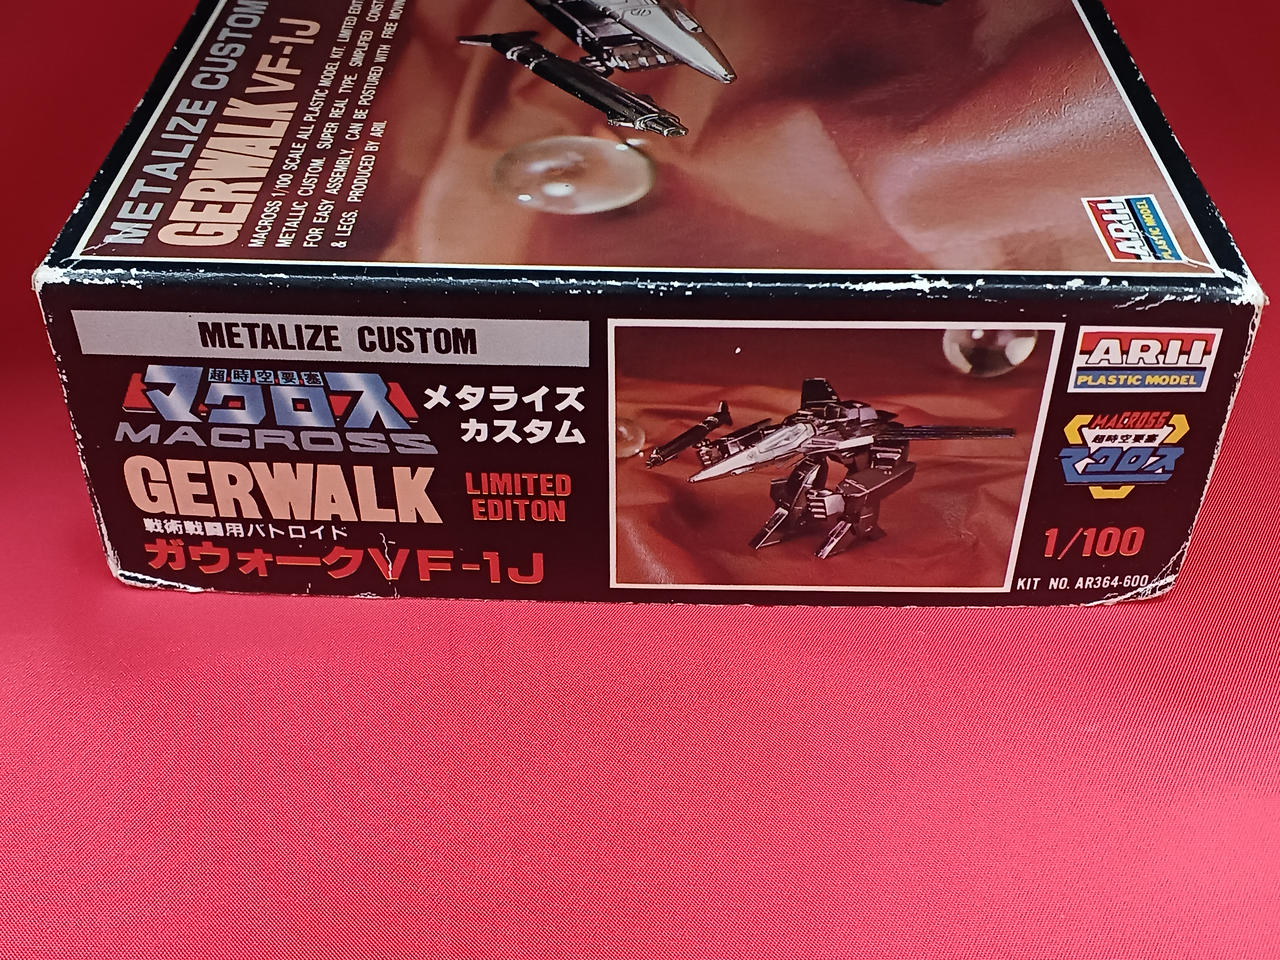 METALIZE CUSTOM
GERWALK VF-1J
MACROSS 1/100 SCALE ALL PLASTIC MODEL KIT. LIMITED
METALLIC CUSTOM. SUPER REAL TYPE. SIMPLIFIED
FOR EASY ASSEMBLY. CAN BE POSTURED WITH FREE
& LEGS. PRODUCED BY ARII.
ARII
PLASTIC MODEL
METALIZE CUSTOM
超時空要塞
マクロス
MACROSS
メタライズ
カスタム
GERWALK
LIMITED
EDITON
戦術戦闘用バトロイド
ガウォークVF-1J
ARII
PLASTIC MODEL
MACROSS
超時空要塞
マクロス
1/100
KIT NO. AR364-600